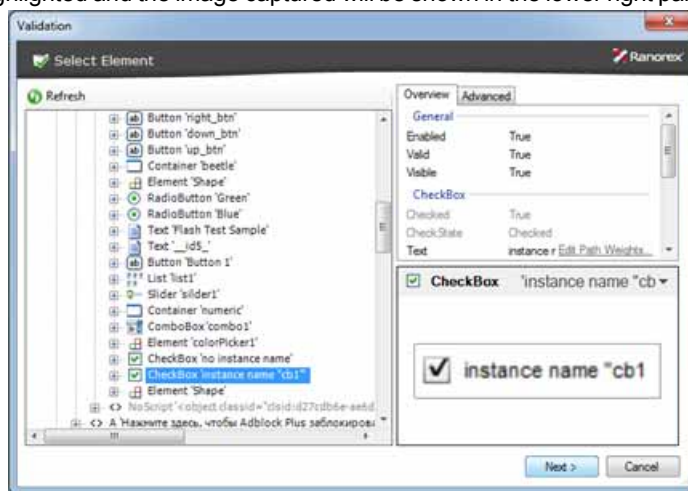 ghlighted and the image captured will be shown in the lower right pa
Validation
Select Element
Ranorex
Refresh
Button 'right_btn'
Button 'down_btn'
Button 'up_btn'
Container 'beetle'
Element 'Shape'
RadioButton 'Green'
RadioButton 'Blue'
Text 'Flash Test Sample'
Text '__id5_'
Button 'Button 1'
List 'list1'
Slider 'silder1'
Container 'numeric'
ComboBox 'combo1'
Element 'colorPicker1'
CheckBox 'no instance name'
CheckBox 'instance name "cb1"'
Element 'Shape'
NoScript '<object classid="clsid:d27cdb6e-ae6d
A 'Нажмите здесь, чтобы Adblock Plus заблокировал
Overview Advanced
General
Enabled True
Valid True
Visible True
CheckBox
Checked True
CheckState Checked
Text instance r Edit Path Weights...
CheckBox 'instance name "cb
instance name "cb1
Next >
Cancel